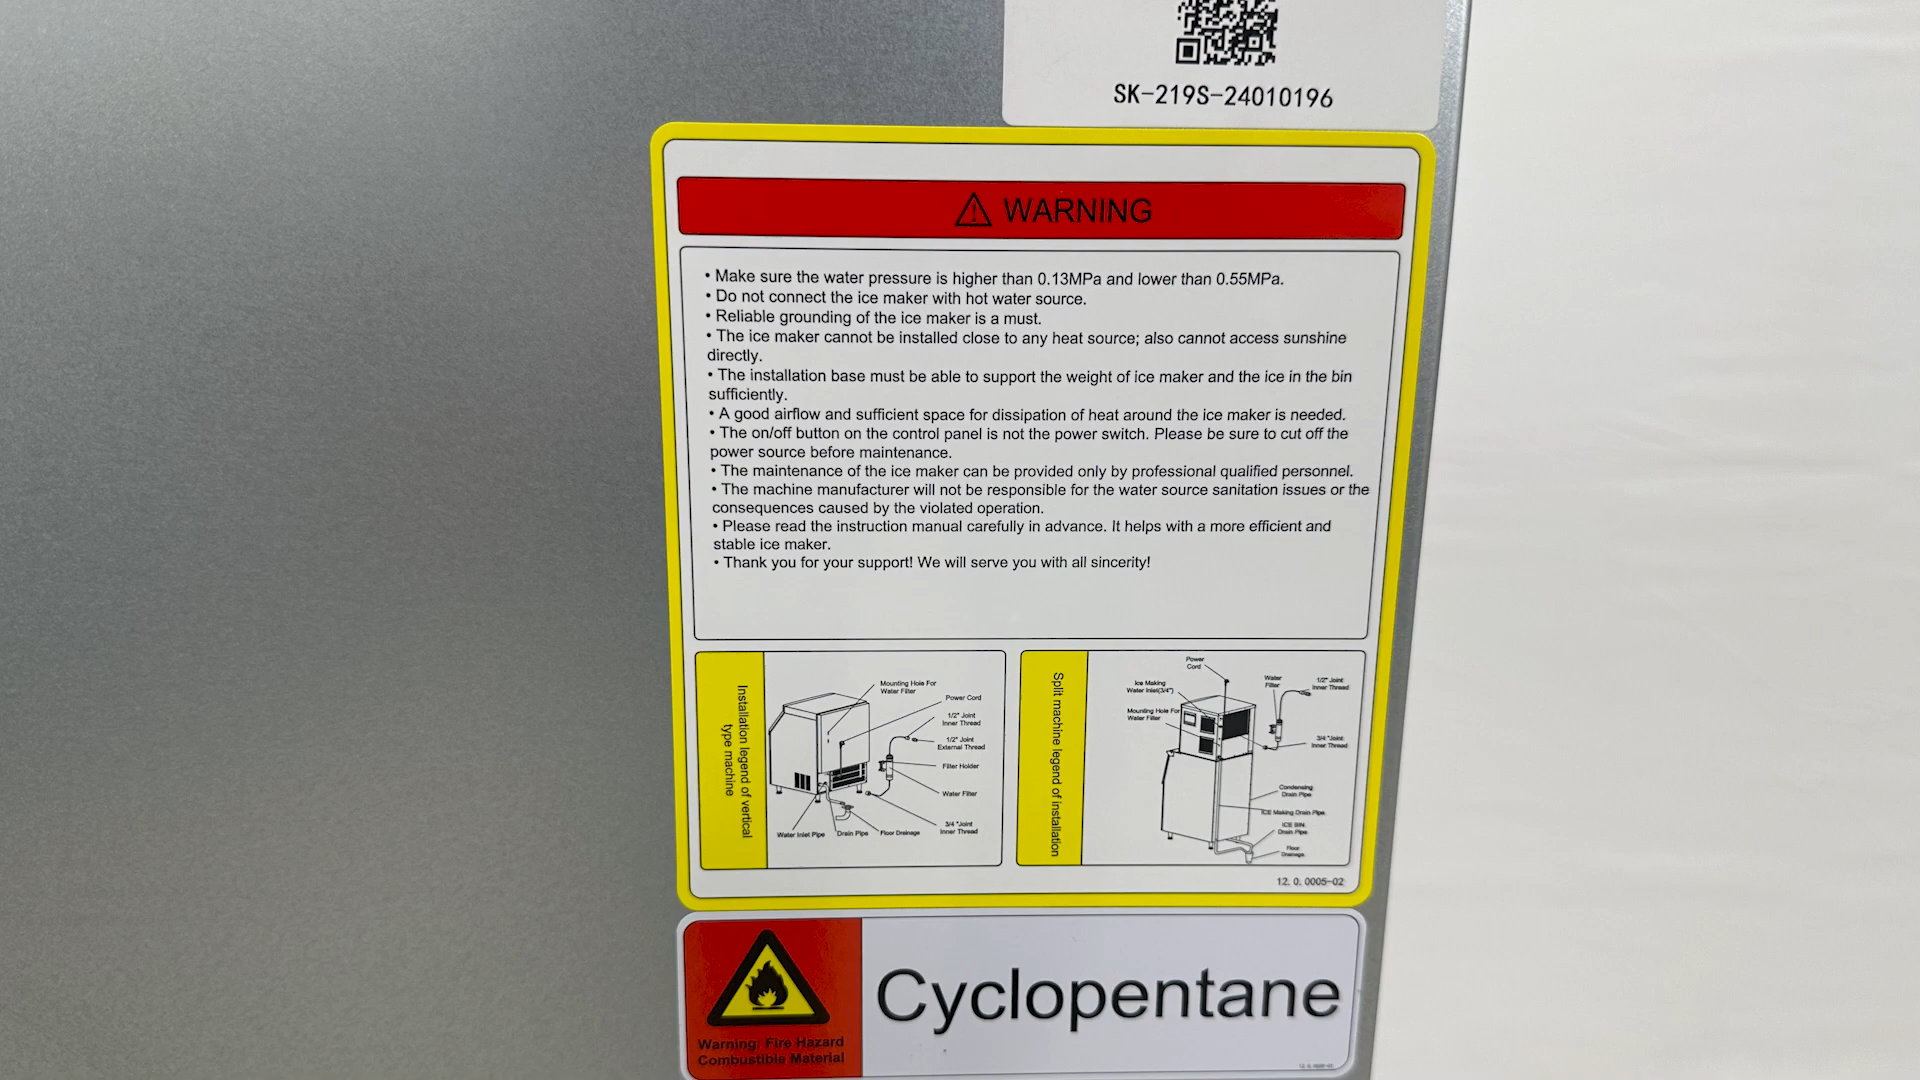 SK-219S-24010196
WARNING
• Make sure the water pressure is higher than 0.13MPa and lower than 0.55MPa.
• Do not connect the ice maker with hot water source.
• Reliable grounding of the ice maker is a must.
• The ice maker cannot be installed close to any heat source; also cannot access sunshine
directly.
• The installation base must be able to support the weight of ice maker and the ice in the bin
sufficiently.
• A good airflow and sufficient space for dissipation of heat around the ice maker is needed.
• The on/off button on the control panel is not the power switch. Please be sure to cut off the
power source before maintenance.
• The maintenance of the ice maker can be provided only by professional qualified personnel.
• The machine manufacturer will not be responsible for the water source sanitation issues or the
consequences caused by the violated operation.
• Please read the instruction manual carefully in advance. It helps with a more efficient and
stable ice maker.
• Thank you for your support! We will serve you with all sincerity!
Installation legend of vertical
type machine
Mounting Hole For
Water Filter
Power Cord
1/2" Joint
Inner Thread
1/2" Joint
External Thread
Filter Holder
Water Filter
3/4 "Joint
Inner Thread
Water Inlet Pipe
Drain Pipe
Floor Drainage
Split machine legend of installation
Power
Cord
Ice Making
Water Inlet(3/4")
Mounting Hole For
Water Filter
Water
Filter
1/2" Joint
Inner Thread
3/4 "Joint
Inner Thread
Condensing
Drain Pipe
ICE Making Drain Pipe
ICE BIN
Drain Pipe
Floor
Drainage
12. 0. 0005-02
Warning: Fire Hazard
Combustible Material
Cyclopentane